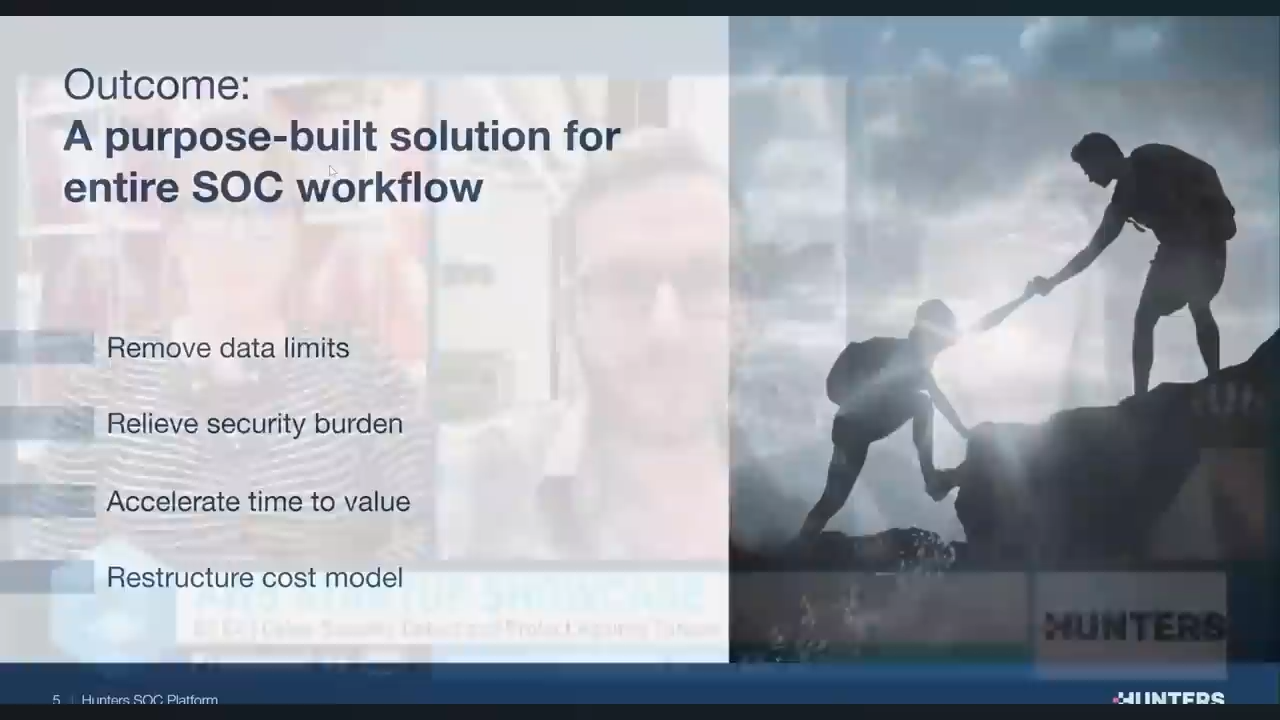 Outcome:
A purpose-built solution for
entire SOC workflow
Remove data limits
Relieve security burden
Accelerate time to value
Restructure cost model
HUNTERS
5 | Hunters SOC Platform
HUNTERS